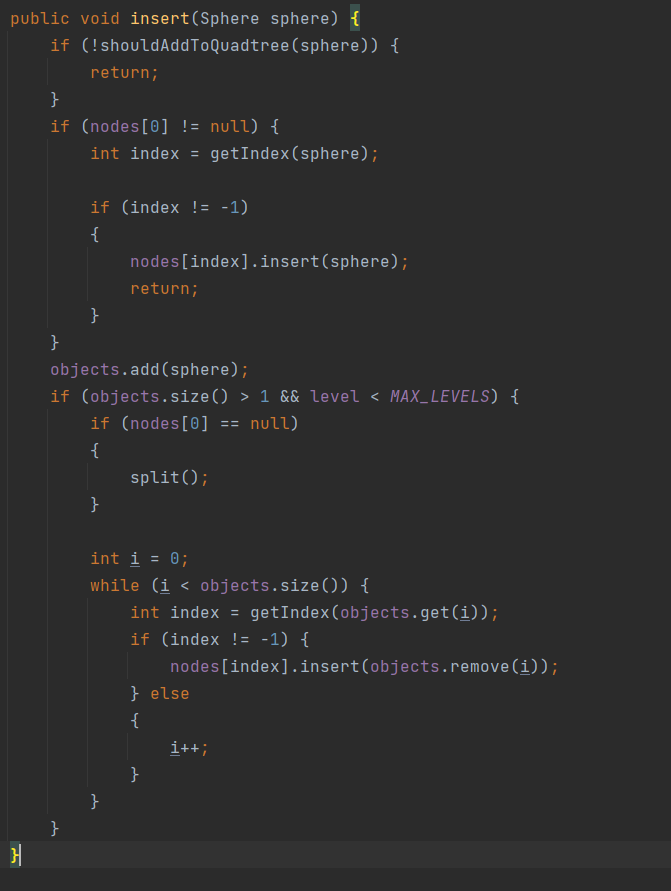 public void insert(Sphere sphere) {
    if (!shouldAddToQuadtree(sphere)) {
        return;
    }
    if (nodes[0] != null) {
        int index = getIndex(sphere);

        if (index != -1)
        {
            nodes[index].insert(sphere);
            return;
        }
    }
    objects.add(sphere);
    if (objects.size() > 1 && level < MAX_LEVELS) {
        if (nodes[0] == null)
        {
            split();
        }

        int i = 0;
        while (i < objects.size()) {
            int index = getIndex(objects.get(i));
            if (index != -1) {
                nodes[index].insert(objects.remove(i));
            } else
            {
                i++;
            }
        }
    }
}